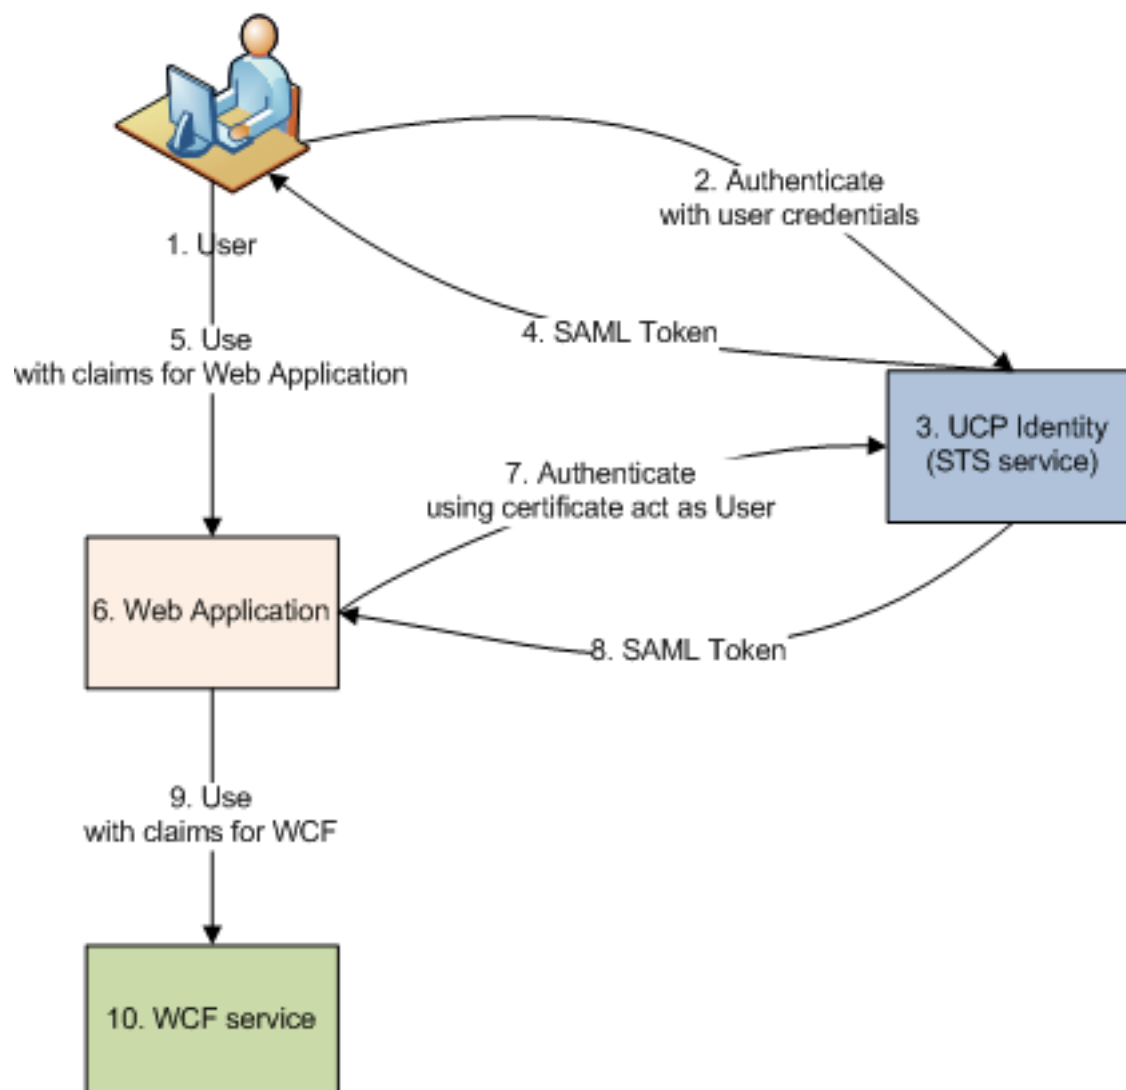 2. Authenticate
with user credentials
1. User
4. SAML Token
5. Use
with claims for Web Application
3. UCP Identity
(STS service)
7. Authenticate
using certificate act as User
6. Web Application
8. SAML Token
9. Use
with claims for WCF
10. WCF service